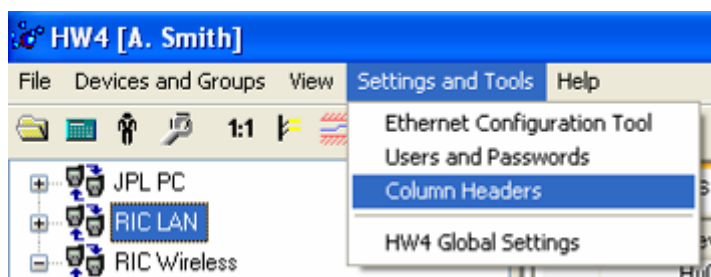 HW4 [A. Smith]
File Devices and Groups View Settings and Tools Help
1:1
Ethernet Configuration Tool
Users and Passwords
Column Headers
HW4 Global Settings
JPL PC
RIC LAN
RIC Wireless